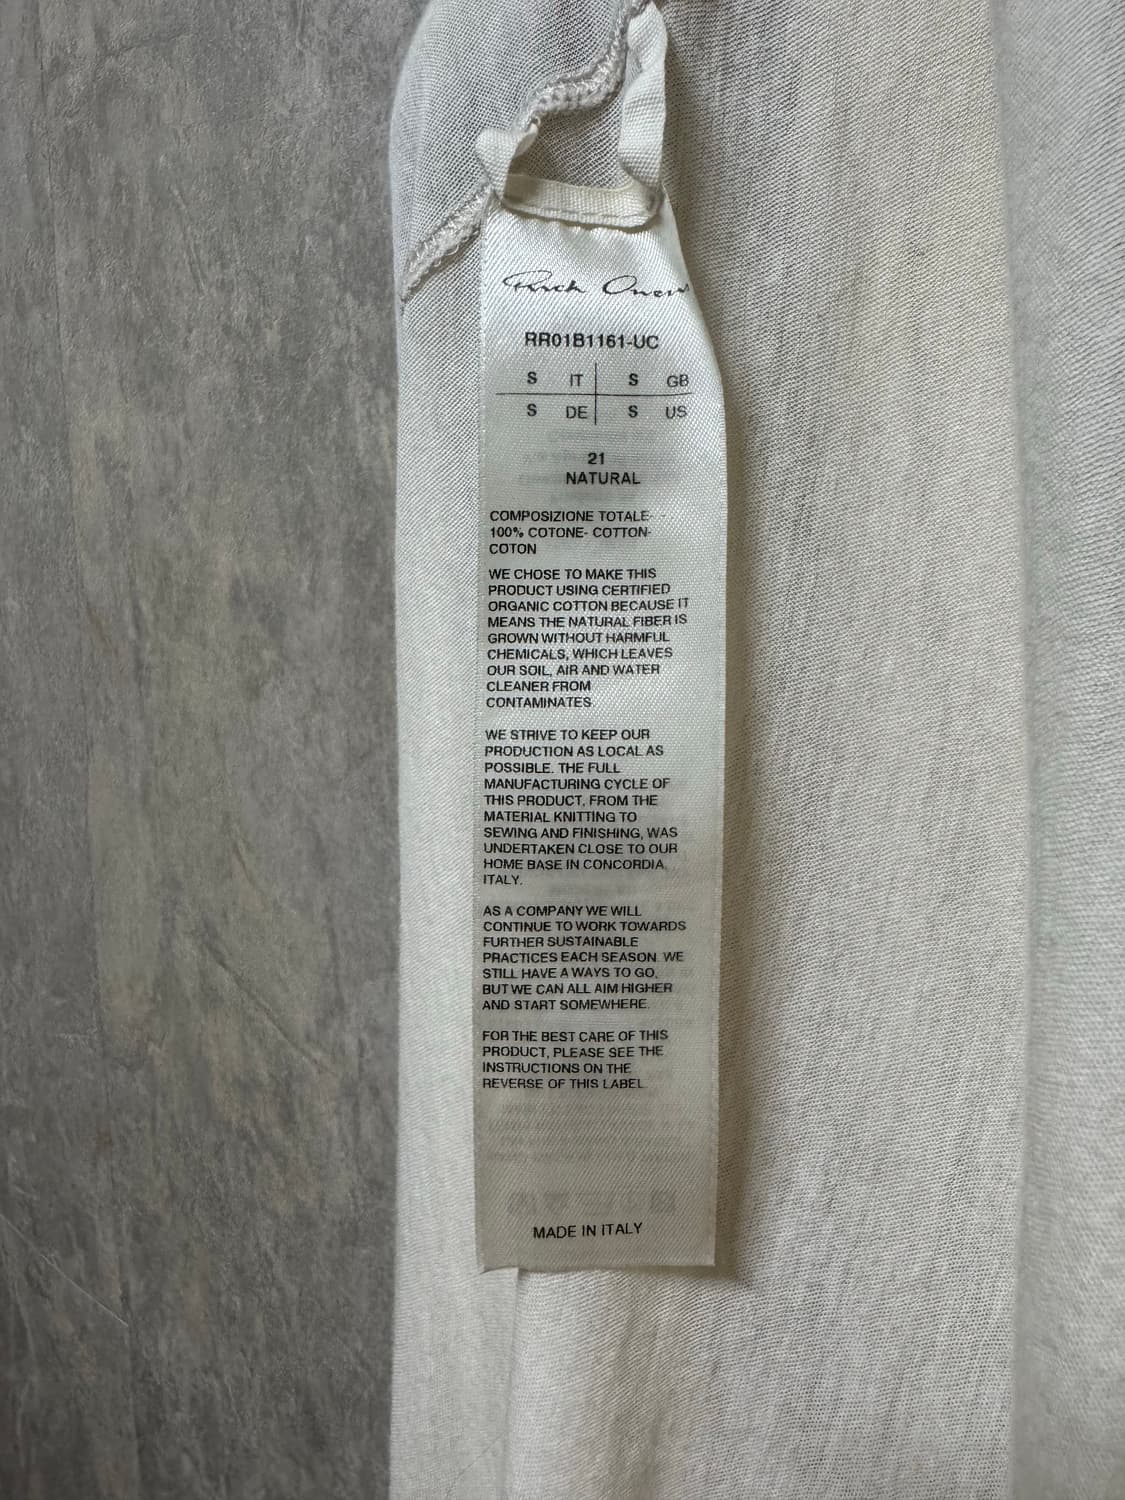 Rick Owens
RR01B1161-UC
S IT S GB
S DE S US
21
NATURAL
COMPOSIZIONE TOTALE-
100% COTONE- COTTON-
COTON
WE CHOSE TO MAKE THIS
PRODUCT USING CERTIFIED
ORGANIC COTTON BECAUSE IT
MEANS THE NATURAL FIBER IS
GROWN WITHOUT HARMFUL
CHEMICALS, WHICH LEAVES
OUR SOIL, AIR AND WATER
CLEANER FROM
CONTAMINATES
WE STRIVE TO KEEP OUR
PRODUCTION AS LOCAL AS
POSSIBLE. THE FULL
MANUFACTURING CYCLE OF
THIS PRODUCT, FROM THE
MATERIAL KNITTING TO
SEWING AND FINISHING, WAS
UNDERTAKEN CLOSE TO OUR
HOME BASE IN CONCORDIA,
ITALY.
AS A COMPANY WE WILL
CONTINUE TO WORK TOWARDS
FURTHER SUSTAINABLE
PRACTICES EACH SEASON. WE
STILL HAVE A WAYS TO GO,
BUT WE CAN ALL AIM HIGHER
AND START SOMEWHERE.
FOR THE BEST CARE OF THIS
PRODUCT, PLEASE SEE THE
INSTRUCTIONS ON THE
REVERSE OF THIS LABEL.
MADE IN ITALY